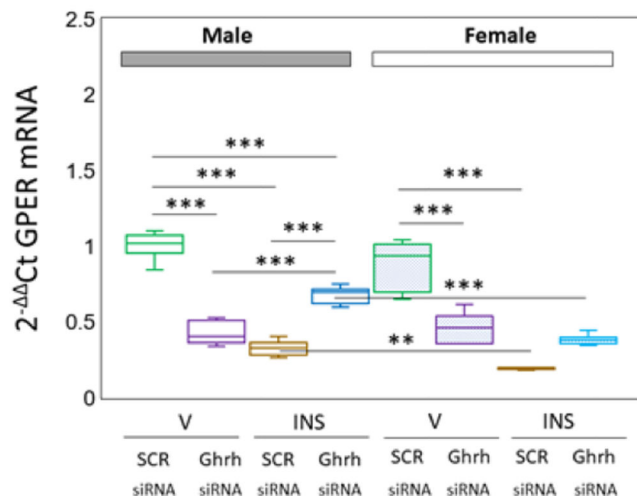 2.5
Male Female
2
***
1.5
*** ***
*** ***
***
1
*** ***
0.5
**
0
2-ΔΔCt GPER mRNA
V INS V INS
SCR Ghrh SCR Ghrh SCR Ghrh SCR Ghrh
siRNA siRNA siRNA siRNA siRNA siRNA siRNA siRNA